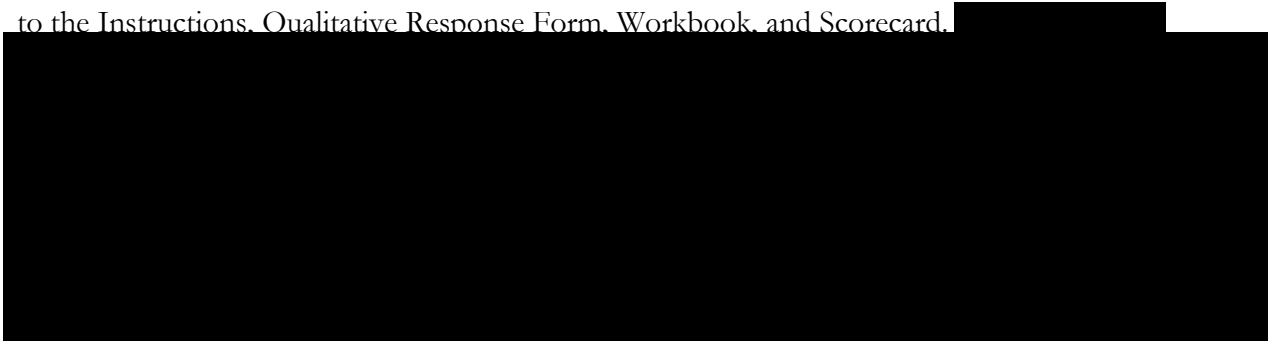 to the Instructions, Qualitative Response Form, Workbook, and Scorecard.